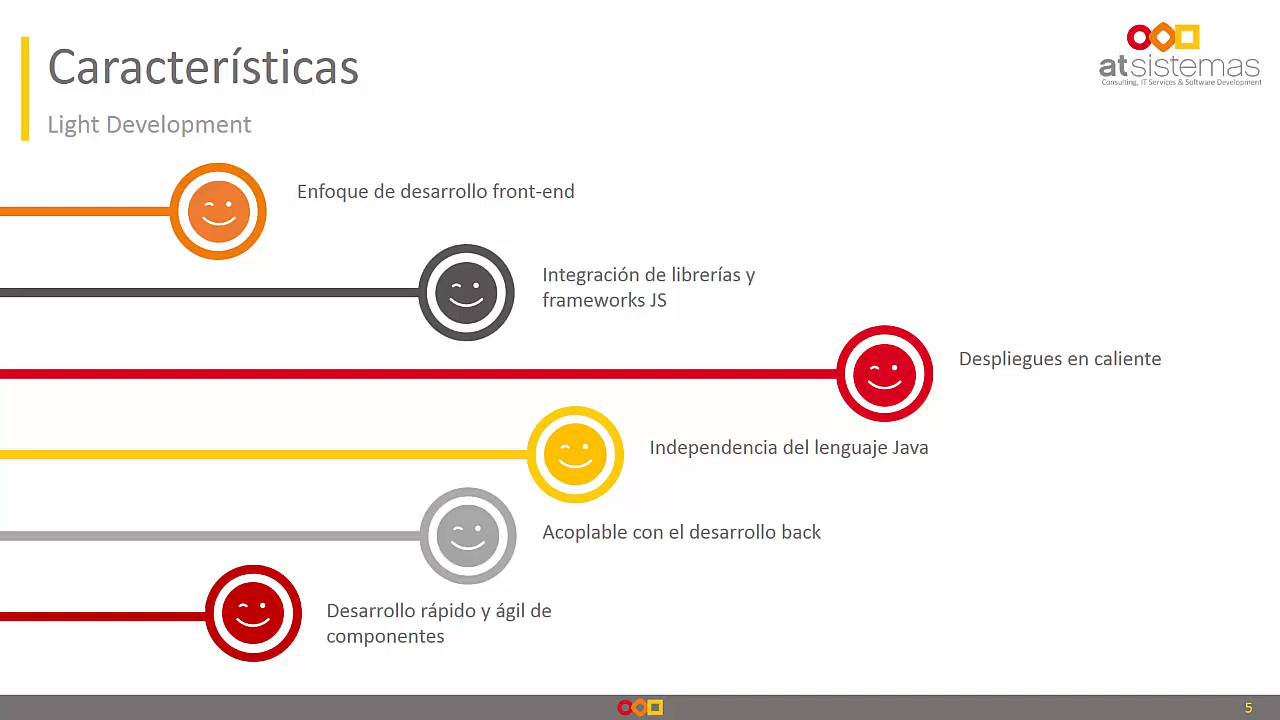 Características
Light Development
atsistemas
Consulting, IT Services & Software Development
Enfoque de desarrollo front-end
Integración de librerías y
frameworks JS
Despliegues en caliente
Independencia del lenguaje Java
Acoplable con el desarrollo back
Desarrollo rápido y ágil de
componentes
5